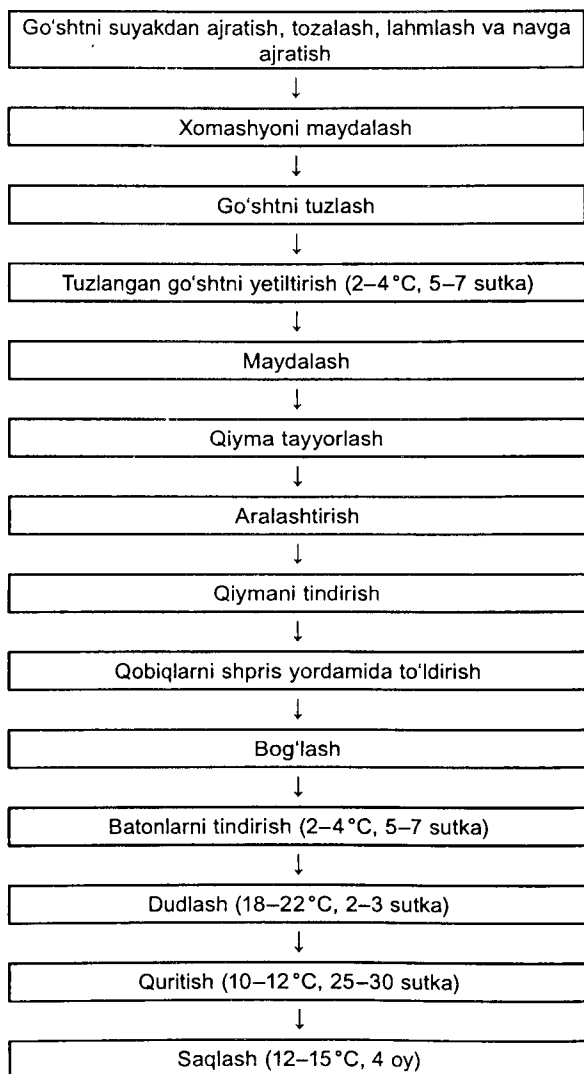 Go‘shtni suyakdan ajratish, tozalash, lahmlash va navga
ajratish
↓
Xomashyoni maydalash
↓
Go‘shtni tuzlash
↓
Tuzlangan go‘shtni yetiltirish (2–4°C, 5–7 sutka)
↓
Maydalash
↓
Qiyma tayyorlash
↓
Aralashtirish
↓
Qiymani tindirish
↓
Qobiqlarni shpris yordamida to‘ldirish
↓
Bog‘lash
↓
Batonlarni tindirish (2–4°C, 5–7 sutka)
↓
Dudlash (18–22°C, 2–3 sutka)
↓
Quritish (10–12°C, 25–30 sutka)
↓
Saqlash (12–15°C, 4 oy)